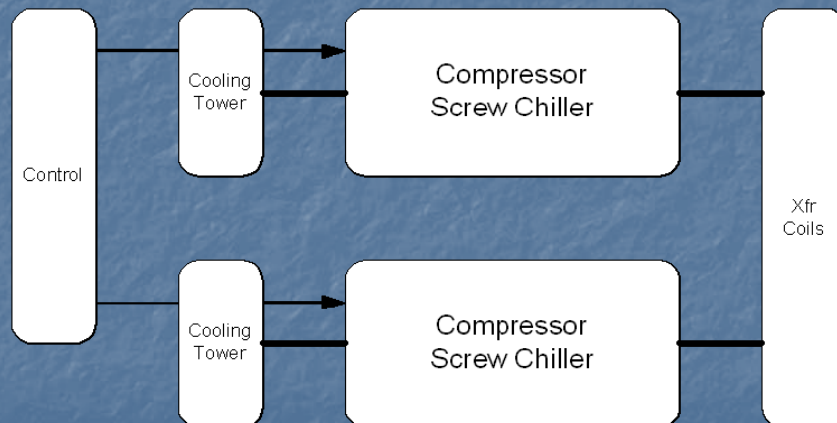 Cooling
Tower
Compressor
Screw Chiller
Control
Xfr
Coils
Cooling
Tower
Compressor
Screw Chiller